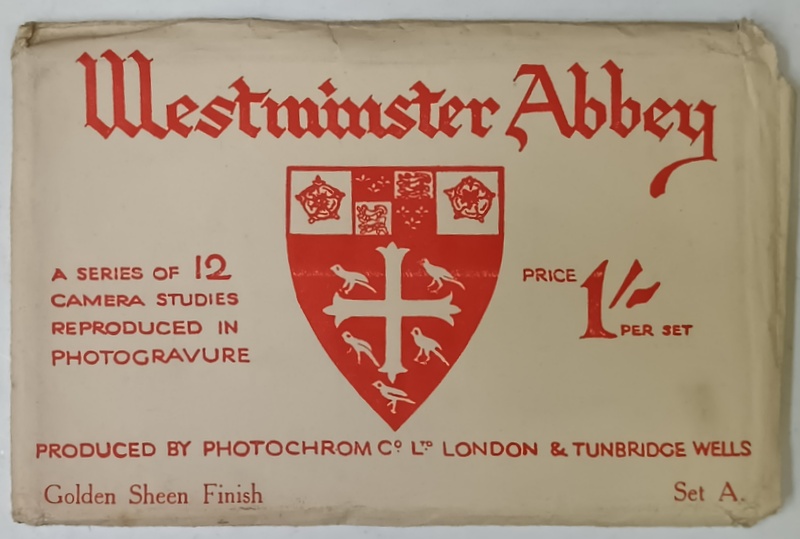 Westminster Abbey
A SERIES OF 12
CAMERA STUDIES
REPRODUCED IN
PHOTOGRAVURE
PRICE 1/-
PER SET
PRODUCED BY PHOTOCHROM Cº. LTD LONDON & TUNBRIDGE WELLS
Golden Sheen Finish
Set A.